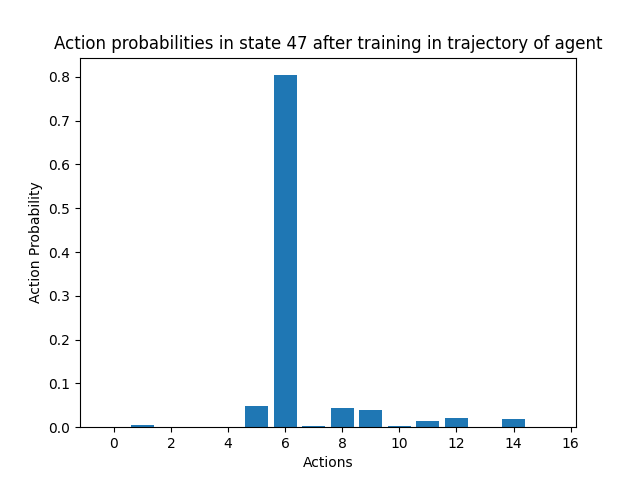 Action probabilities in state 47 after training in trajectory of agent
Action Probability
0.8
0.7
0.6
0.5
0.4
0.3
0.2
0.1
0.0
0 2 4 6 8 10 12 14 16
Actions